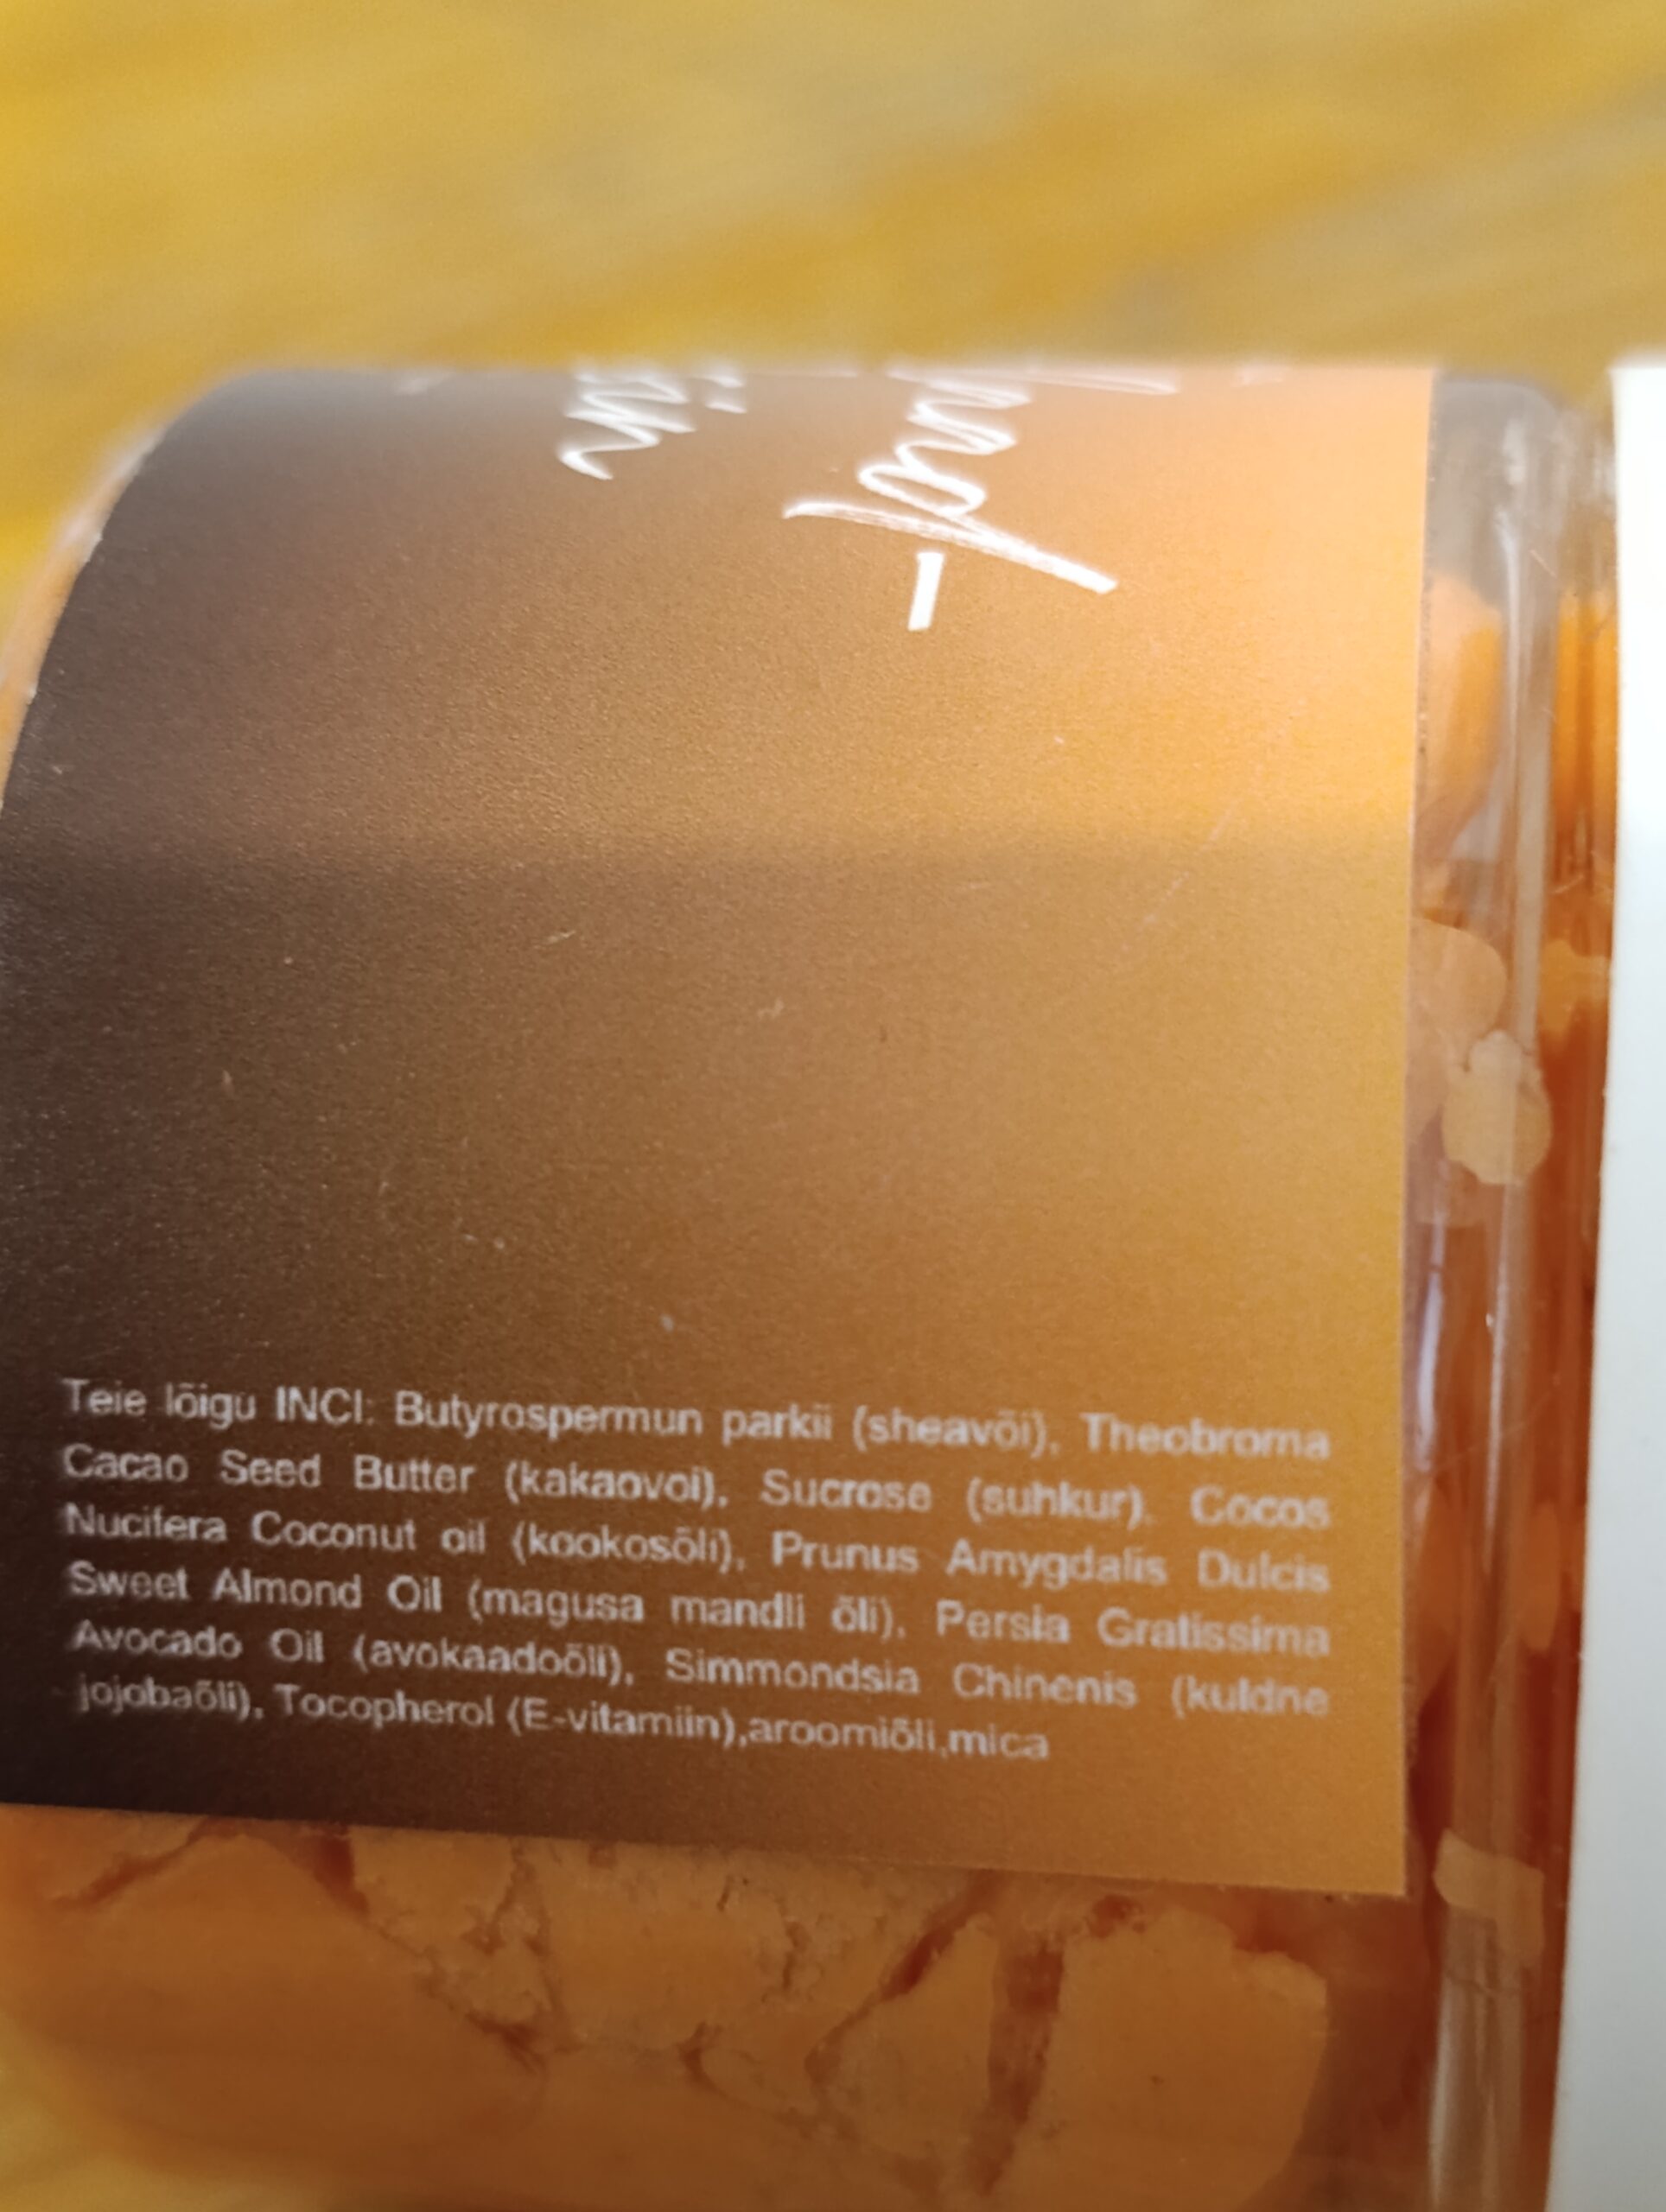 Teie lõigu INCI: Butyrospermun parkii (sheavõi), Theobroma
Cacao Seed Butter (kakaovoi), Sucrose (suhkur), Cocos
Nucifera Coconut oil (kookosõli), Prunus Amygdalis Dulcis
Sweet Almond Oil (magusa mandli õli), Persia Gratissima
Avocado Oil (avokaadoõli), Simmondsia Chinenis (kuldne
jojobaõli), Tocopherol (E-vitamiin),aroomiõli,mica